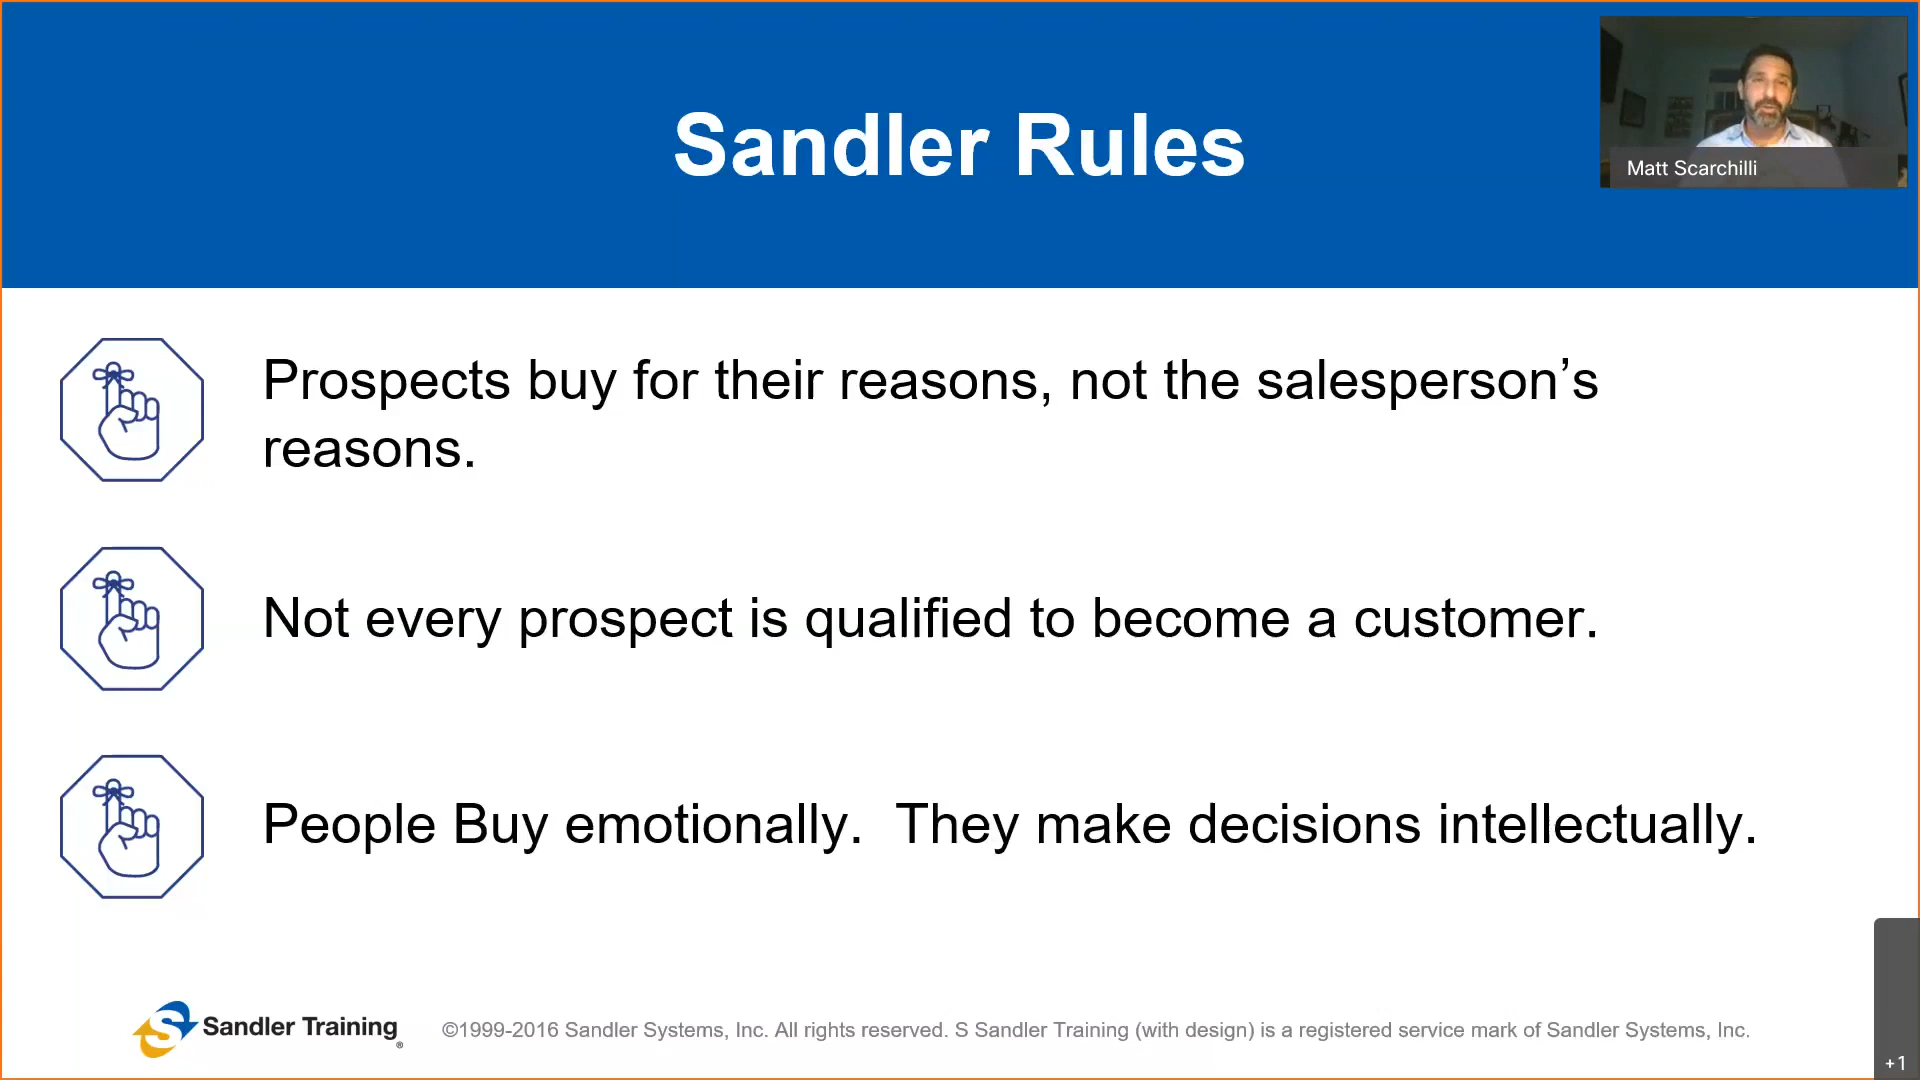 Sandler Rules
Matt Scarchilli
Prospects buy for their reasons, not the salesperson’s
reasons.
Not every prospect is qualified to become a customer.
People Buy emotionally.  They make decisions intellectually.
S Sandler Training®
©1999-2016 Sandler Systems, Inc. All rights reserved. S Sandler Training (with design) is a registered service mark of Sandler Systems, Inc.
+1